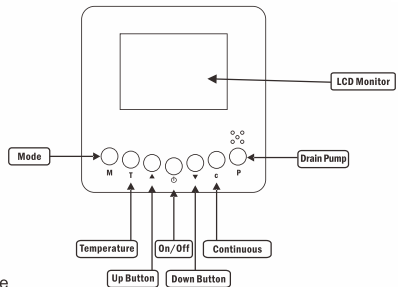 LCD Monitor
Mode
Drain Pump
M T ▲ ⏻ ▼ c P
Temperature
On/Off
Continuous
Up Button
Down Button
e